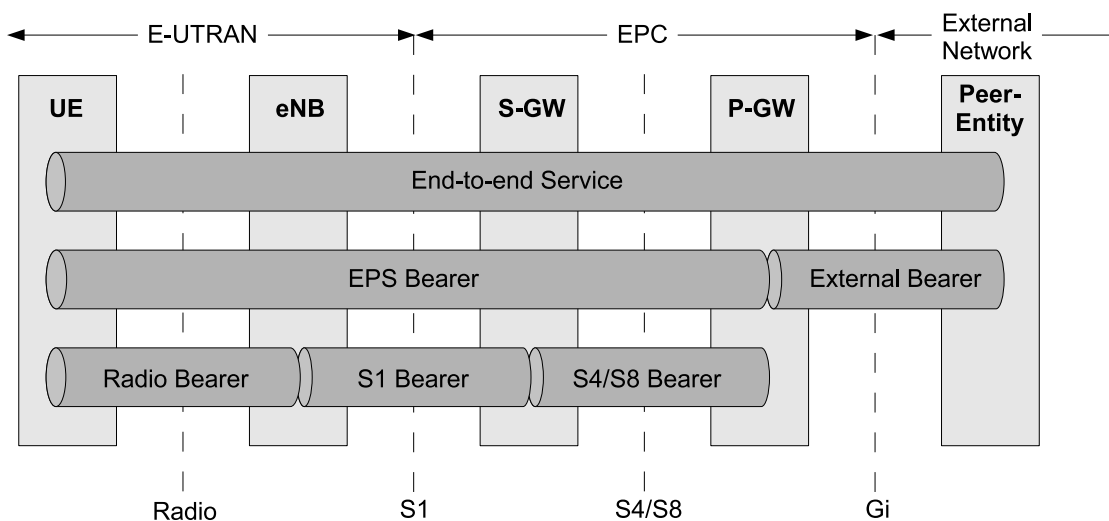 E-UTRAN
EPC
External
Network
UE
eNB
S-GW
P-GW
Peer-
Entity
End-to-end Service
EPS Bearer
External Bearer
Radio Bearer
S1 Bearer
S4/S8 Bearer
Radio
S1
S4/S8
Gi